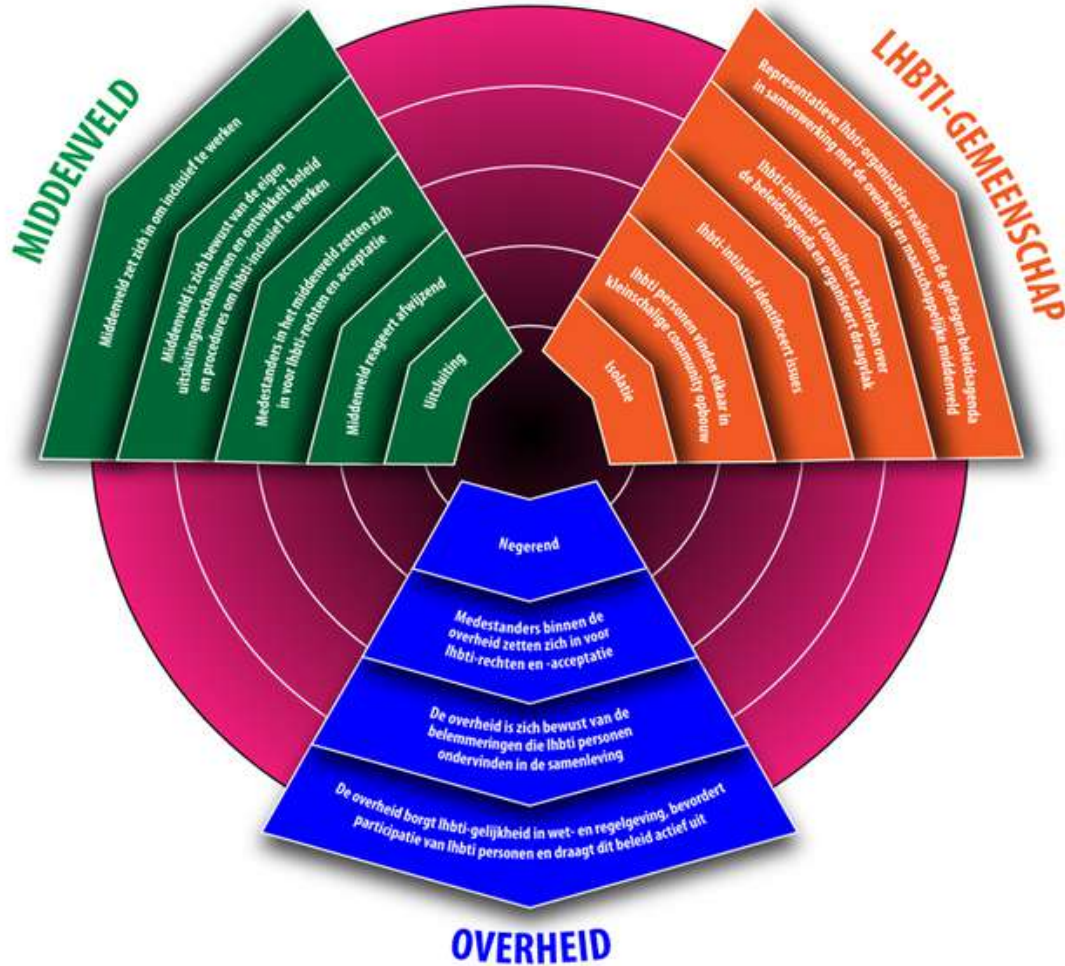 MIDDENVELD
Middenveld zet zich in om inclusief te werken
Middenveld is zich bewust van de eigen
uitsluitingsmechanismen en ontwikkelt beleid
en procedures om lhbti-inclusief te werken
Medestanders in het middenveld zetten zich
in voor lhbti-rechten en acceptatie
Middenveld reageert afwijzend
Uitsluiting
LHBTI-GEMEENSCHAP
Representatieve lhbti-organisaties realiseren de gedragen beleidsagenda
in samenwerking met de overheid en maatschappelijke middenveld
lhbti-initiatief consulteert achterban over
de beleidsagenda en organiseert draagvlak
lhbti-intiatief identificeert issues
lhbti personen vinden elkaar in
kleinschalige community opbouw
Isolatie
Negerend
Medestanders binnen de
overheid zetten zich in voor
lhbti-rechten en -acceptatie
De overheid is zich bewust van de
belemmeringen die lhbti personen
ondervinden in de samenleving
De overheid borgt lhbti-gelijkheid in wet- en regelgeving, bevordert
participatie van lhbti personen en draagt dit beleid actief uit
OVERHEID